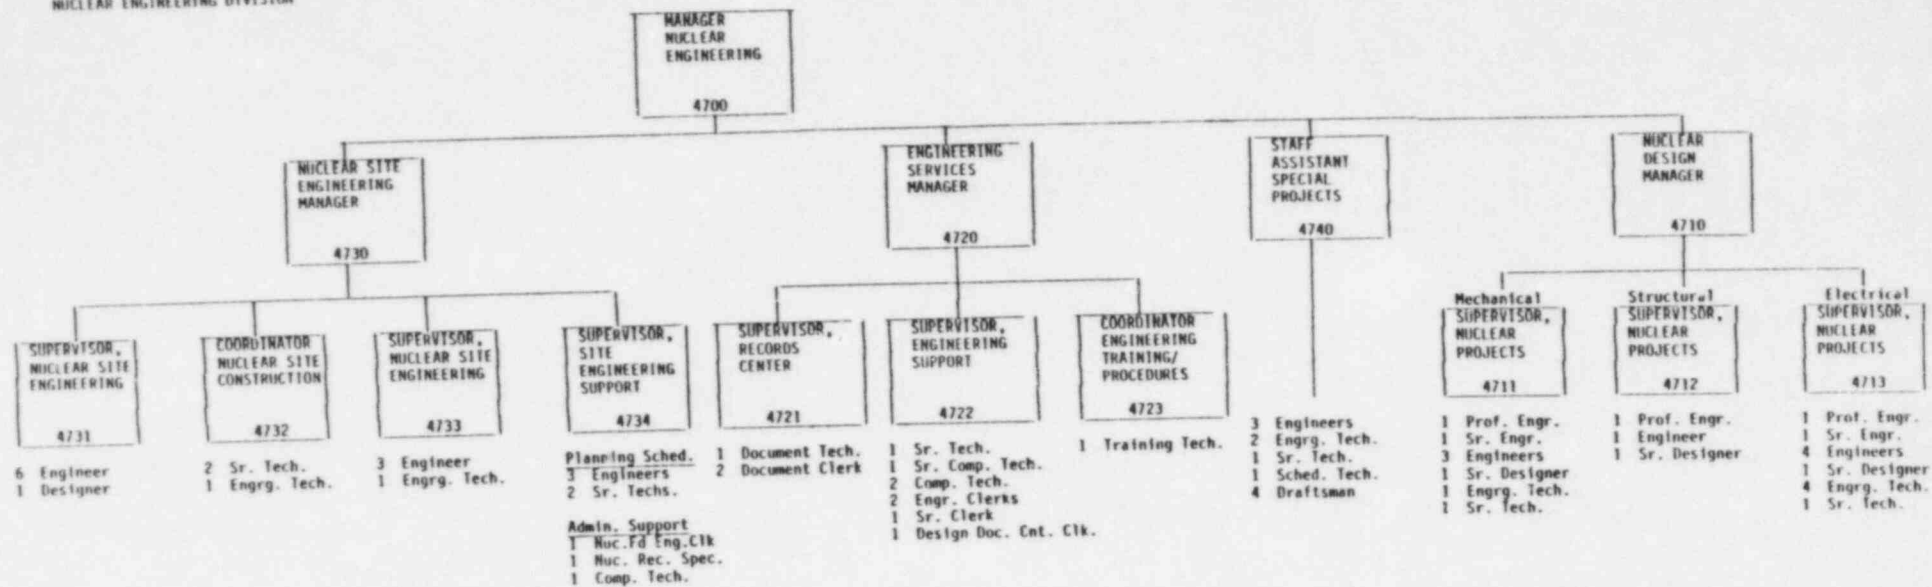 NUCLEAR ENGINEERING DIVISION
MANAGER
NUCLEAR
ENGINEERING
4700
NUCLEAR SITE
ENGINEERING
MANAGER
4730
ENGINEERING
SERVICES
MANAGER
4720
STAFF
ASSISTANT
SPECIAL
PROJECTS
4740
NUCLEAR
DESIGN
MANAGER
4710
SUPERVISOR,
NUCLEAR SITE
ENGINEERING
4731
6 Engineer
1 Designer
COORDINATOR
NUCLEAR SITE
CONSTRUCTION
4732
2 Sr. Tech.
1 Engrg. Tech.
SUPERVISOR,
NUCLEAR SITE
ENGINEERING
4733
3 Engineer
1 Engrg. Tech.
SUPERVISOR,
SITE
ENGINEERING
SUPPORT
4734
Planning Sched.
3 Engineers
2 Sr. Techs.
Admin. Support
1 Nuc.Fd Eng.Clk
1 Nuc. Rec. Spec.
1 Comp. Tech.
SUPERVISOR,
RECORDS
CENTER
4721
1 Document Tech.
2 Document Clerk
SUPERVISOR,
ENGINEERING
SUPPORT
4722
1 Sr. Tech.
1 Sr. Comp. Tech.
2 Comp. Tech.
2 Engr. Clerks
1 Sr. Clerk
1 Design Doc. Cnt. Clk.
COORDINATOR
ENGINEERING
TRAINING/
PROCEDURES
4723
1 Training Tech.
3 Engineers
2 Engrg. Tech.
1 Sr. Tech.
1 Sched. Tech.
4 Draftsman
Mechanical
SUPERVISOR,
NUCLEAR
PROJECTS
4711
1 Prof. Engr.
1 Sr. Engr.
3 Engineers
1 Sr. Designer
1 Engrg. Tech.
1 Sr. Tech.
Structural
SUPERVISOR,
NUCLEAR
PROJECTS
4712
1 Prof. Engr.
1 Engineer
1 Sr. Designer
Electrical
SUPERVISOR,
NUCLEAR
PROJECTS
4713
1 Prof. Engr.
1 Sr. Engr.
4 Engineers
1 Sr. Designer
4 Engrg. Tech.
1 Sr. Tech.